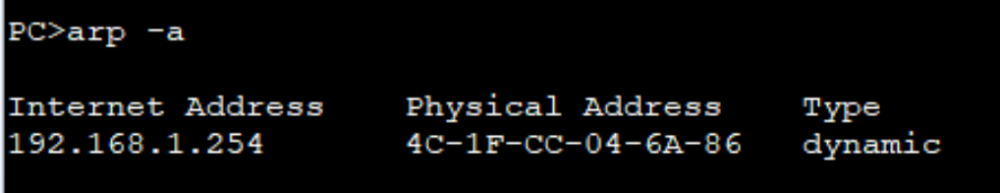 PC>arp -a
Internet Address    Physical Address    Type
192.168.1.254       4C-1F-CC-04-6A-86   dynamic